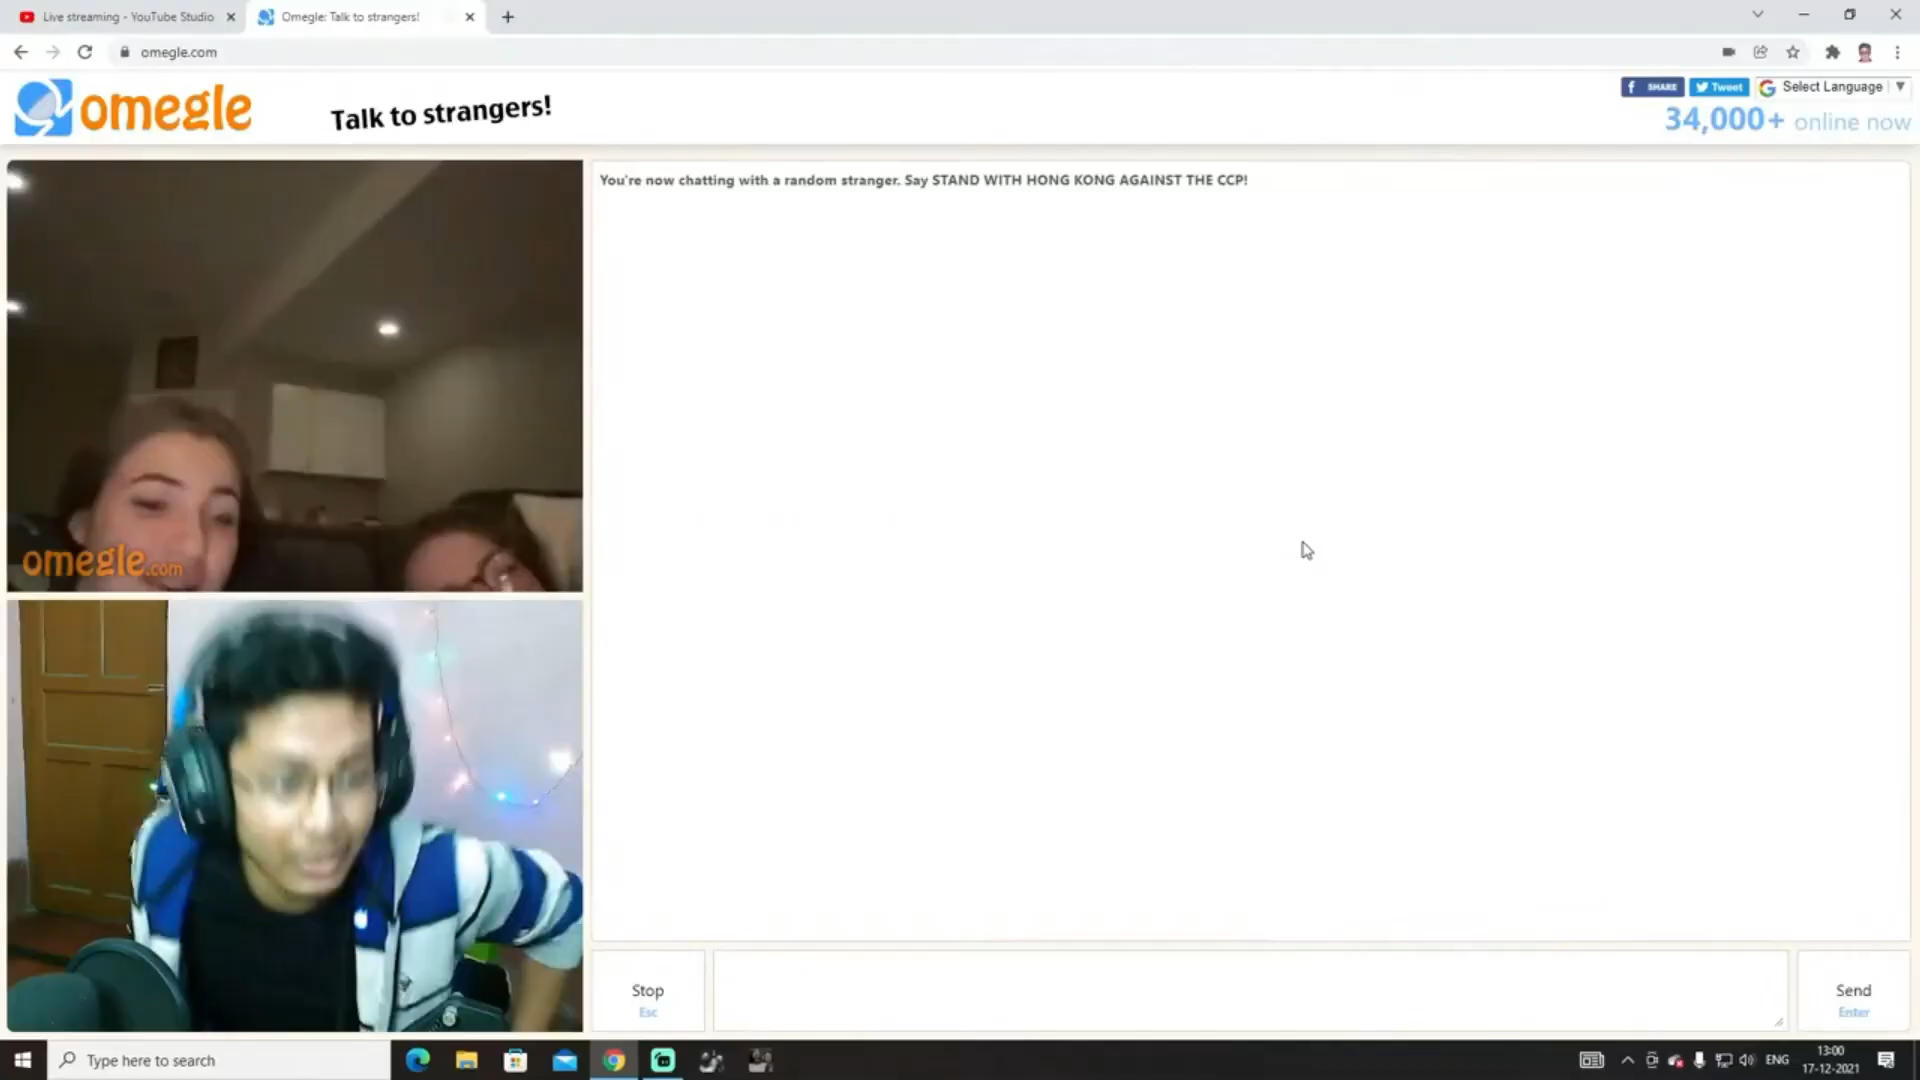 Live streaming - YouTube Studio
Omegle: Talk to strangers!
omegle.com
omegle
Talk to strangers!
SHARE
Tweet
Select Language
34,000+ online now
You're now chatting with a random stranger. Say STAND WITH HONG KONG AGAINST THE CCP!
omegle.com
Stop
Esc
Send
Enter
Type here to search
ENG
13:00
17-12-2021